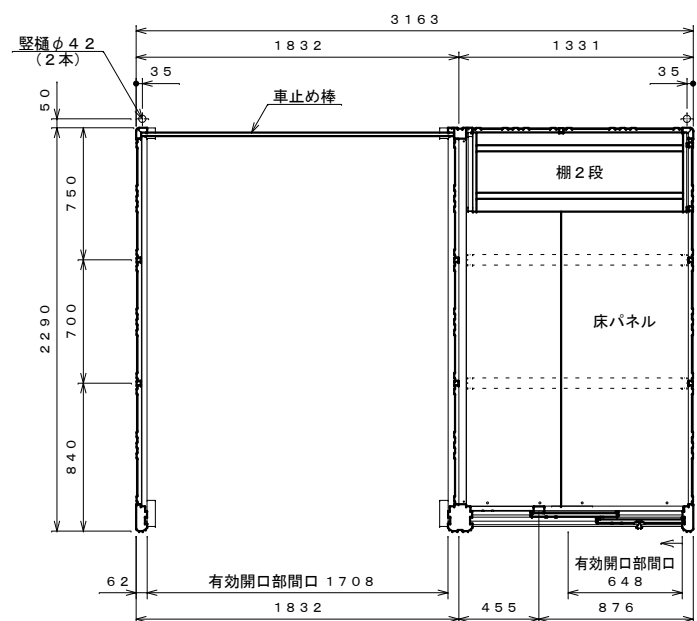 ３１６３
１８３２
１３３１
竪樋φ４２
（２本）
３５
３５
５０
車止め棒
棚２段
７５０
７００
２２９０
床パネル
８４０
有効開口部間口
６２
有効開口部間口 １７０８
６４８
１８３２
４５５
８７６